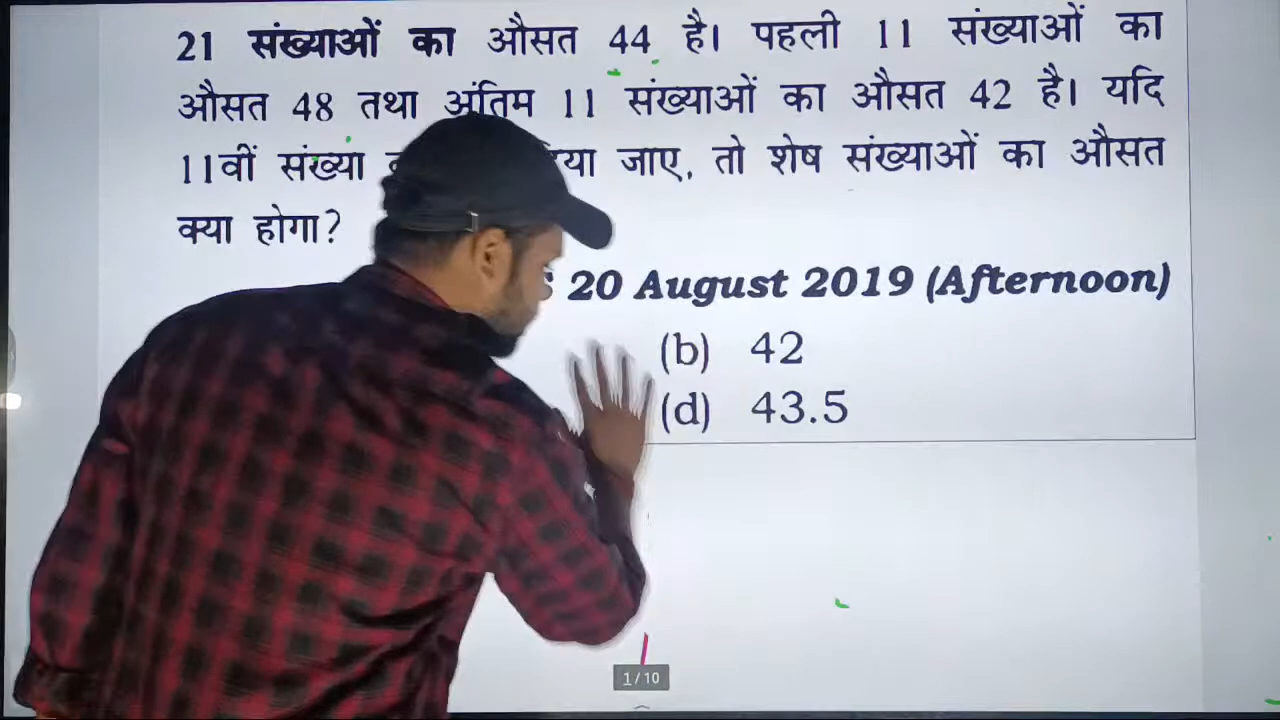 21 संख्याओं का औसत 44 है। पहली 11 संख्याओं का
औसत 48 तथा अंतिम 11 संख्याओं का औसत 42 है। यदि
11वीं संख्या जाए, तो शेष संख्याओं का औसत
क्या होगा?
20 August 2019 (Afternoon)
(b) 42
(d) 43.5
1/10